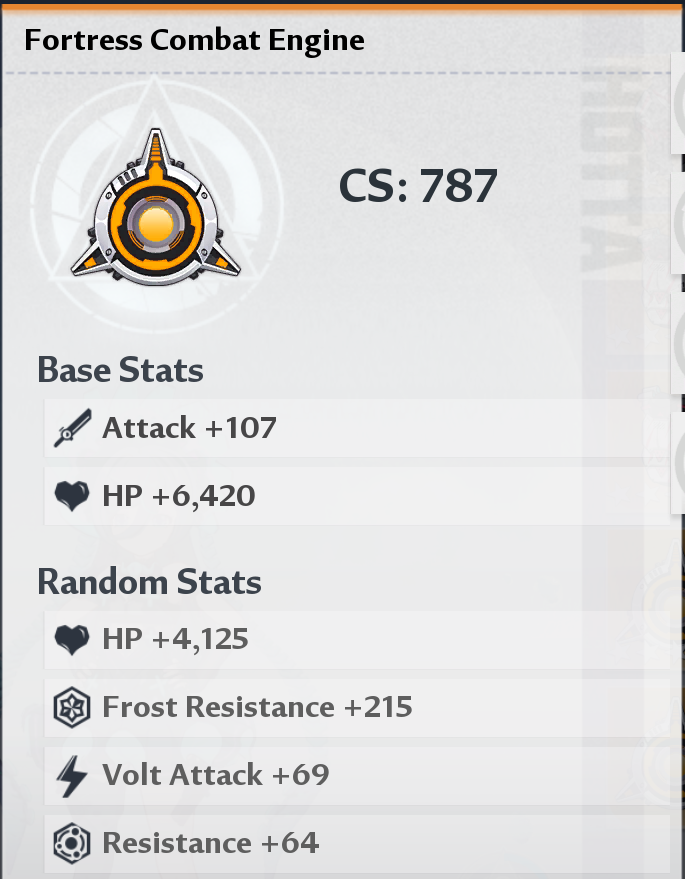 Fortress Combat Engine
HOTTA
CS: 787
Base Stats
Attack +107
HP +6,420
Random Stats
HP +4,125
Frost Resistance +215
Volt Attack +69
Resistance +64